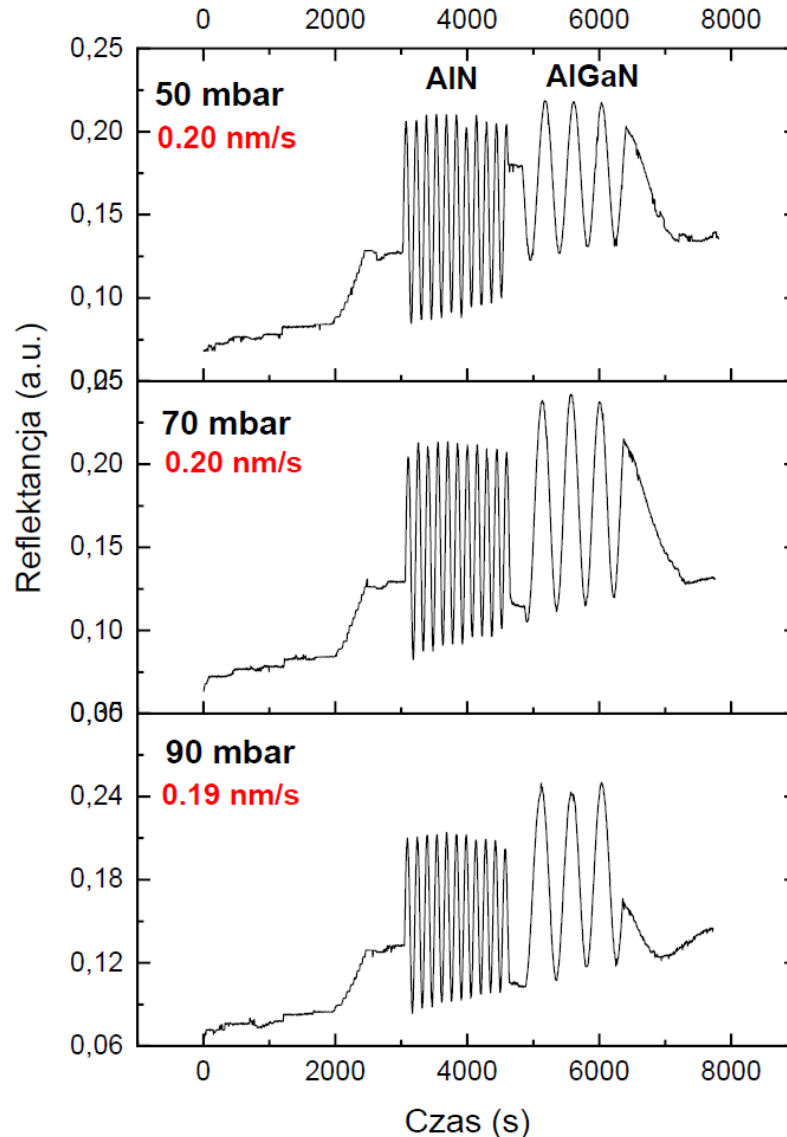 0 2000 4000 6000 8000
0,25
AlN AlGaN
50 mbar
0.20 nm/s
0,20
0,15
0,10
70 mbar
0.20 nm/s
0,20
0,15
0,10
90 mbar
0.19 nm/s
0,24
0,18
0,12
0,06
0 2000 4000 6000 8000
Reflektancja (a.u.)
Czas (s)